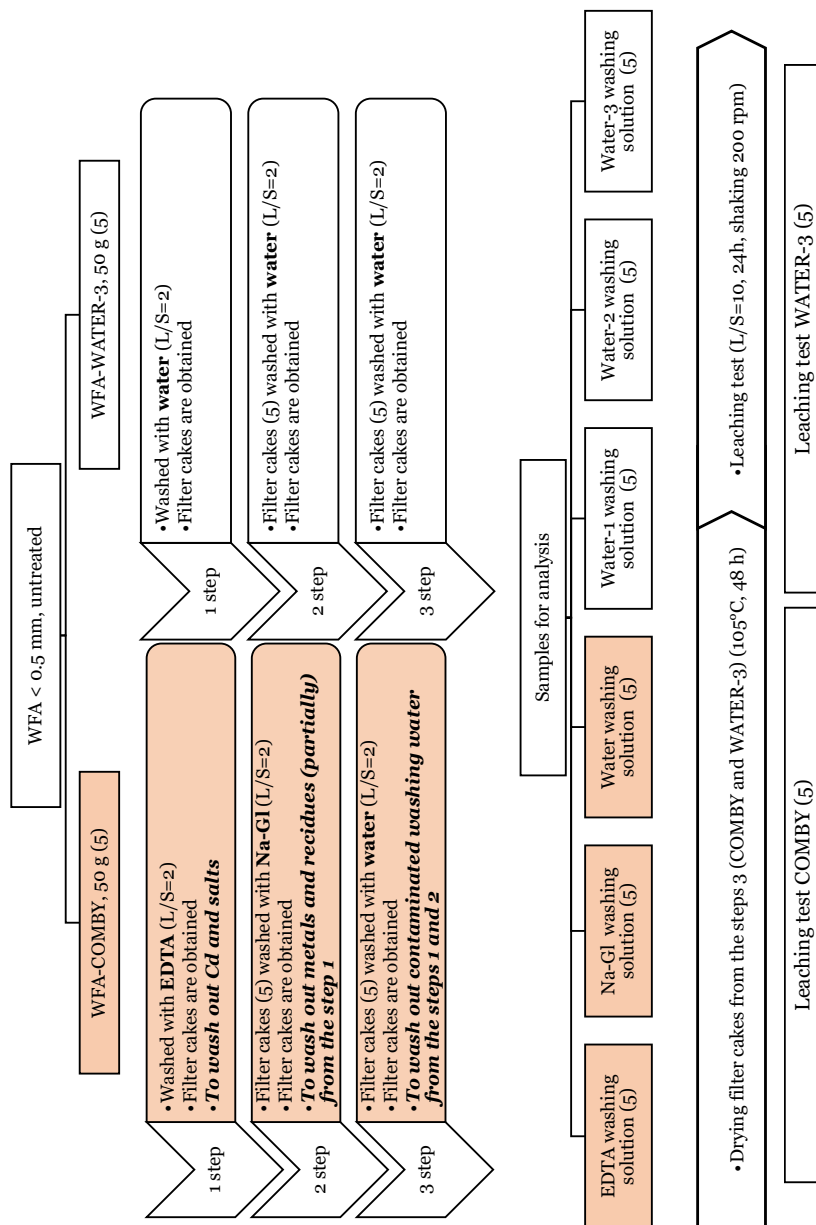 WFA < 0.5 mm, untreated
WFA-COMBY, 50 g (5)
WFA-WATER-3, 50 g (5)
1 step
•Washed with EDTA (L/S=2)
•Filter cakes are obtained
•To wash out Cd and salts
2 step
•Filter cakes (5) washed with Na-Gl (L/S=2)
•Filter cakes are obtained
•To wash out metals and recidues (partially)
from the step 1
3 step
•Filter cakes (5) washed with water (L/S=2)
•Filter cakes are obtained
•To wash out contaminated washing water
from the steps 1 and 2
1 step
•Washed with water (L/S=2)
•Filter cakes are obtained
2 step
•Filter cakes (5) washed with water (L/S=2)
•Filter cakes are obtained
3 step
•Filter cakes (5) washed with water (L/S=2)
•Filter cakes are obtained
Samples for analysis
EDTA washing
solution (5)
Na-Gl washing
solution (5)
Water washing
solution (5)
Water-1 washing
solution (5)
Water-2 washing
solution (5)
Water-3 washing
solution (5)
•Drying filter cakes from the steps 3 (COMBY and WATER-3) (105°C, 48 h)
•Leaching test (L/S=10, 24h, shaking 200 rpm)
Leaching test COMBY (5)
Leaching test WATER-3 (5)